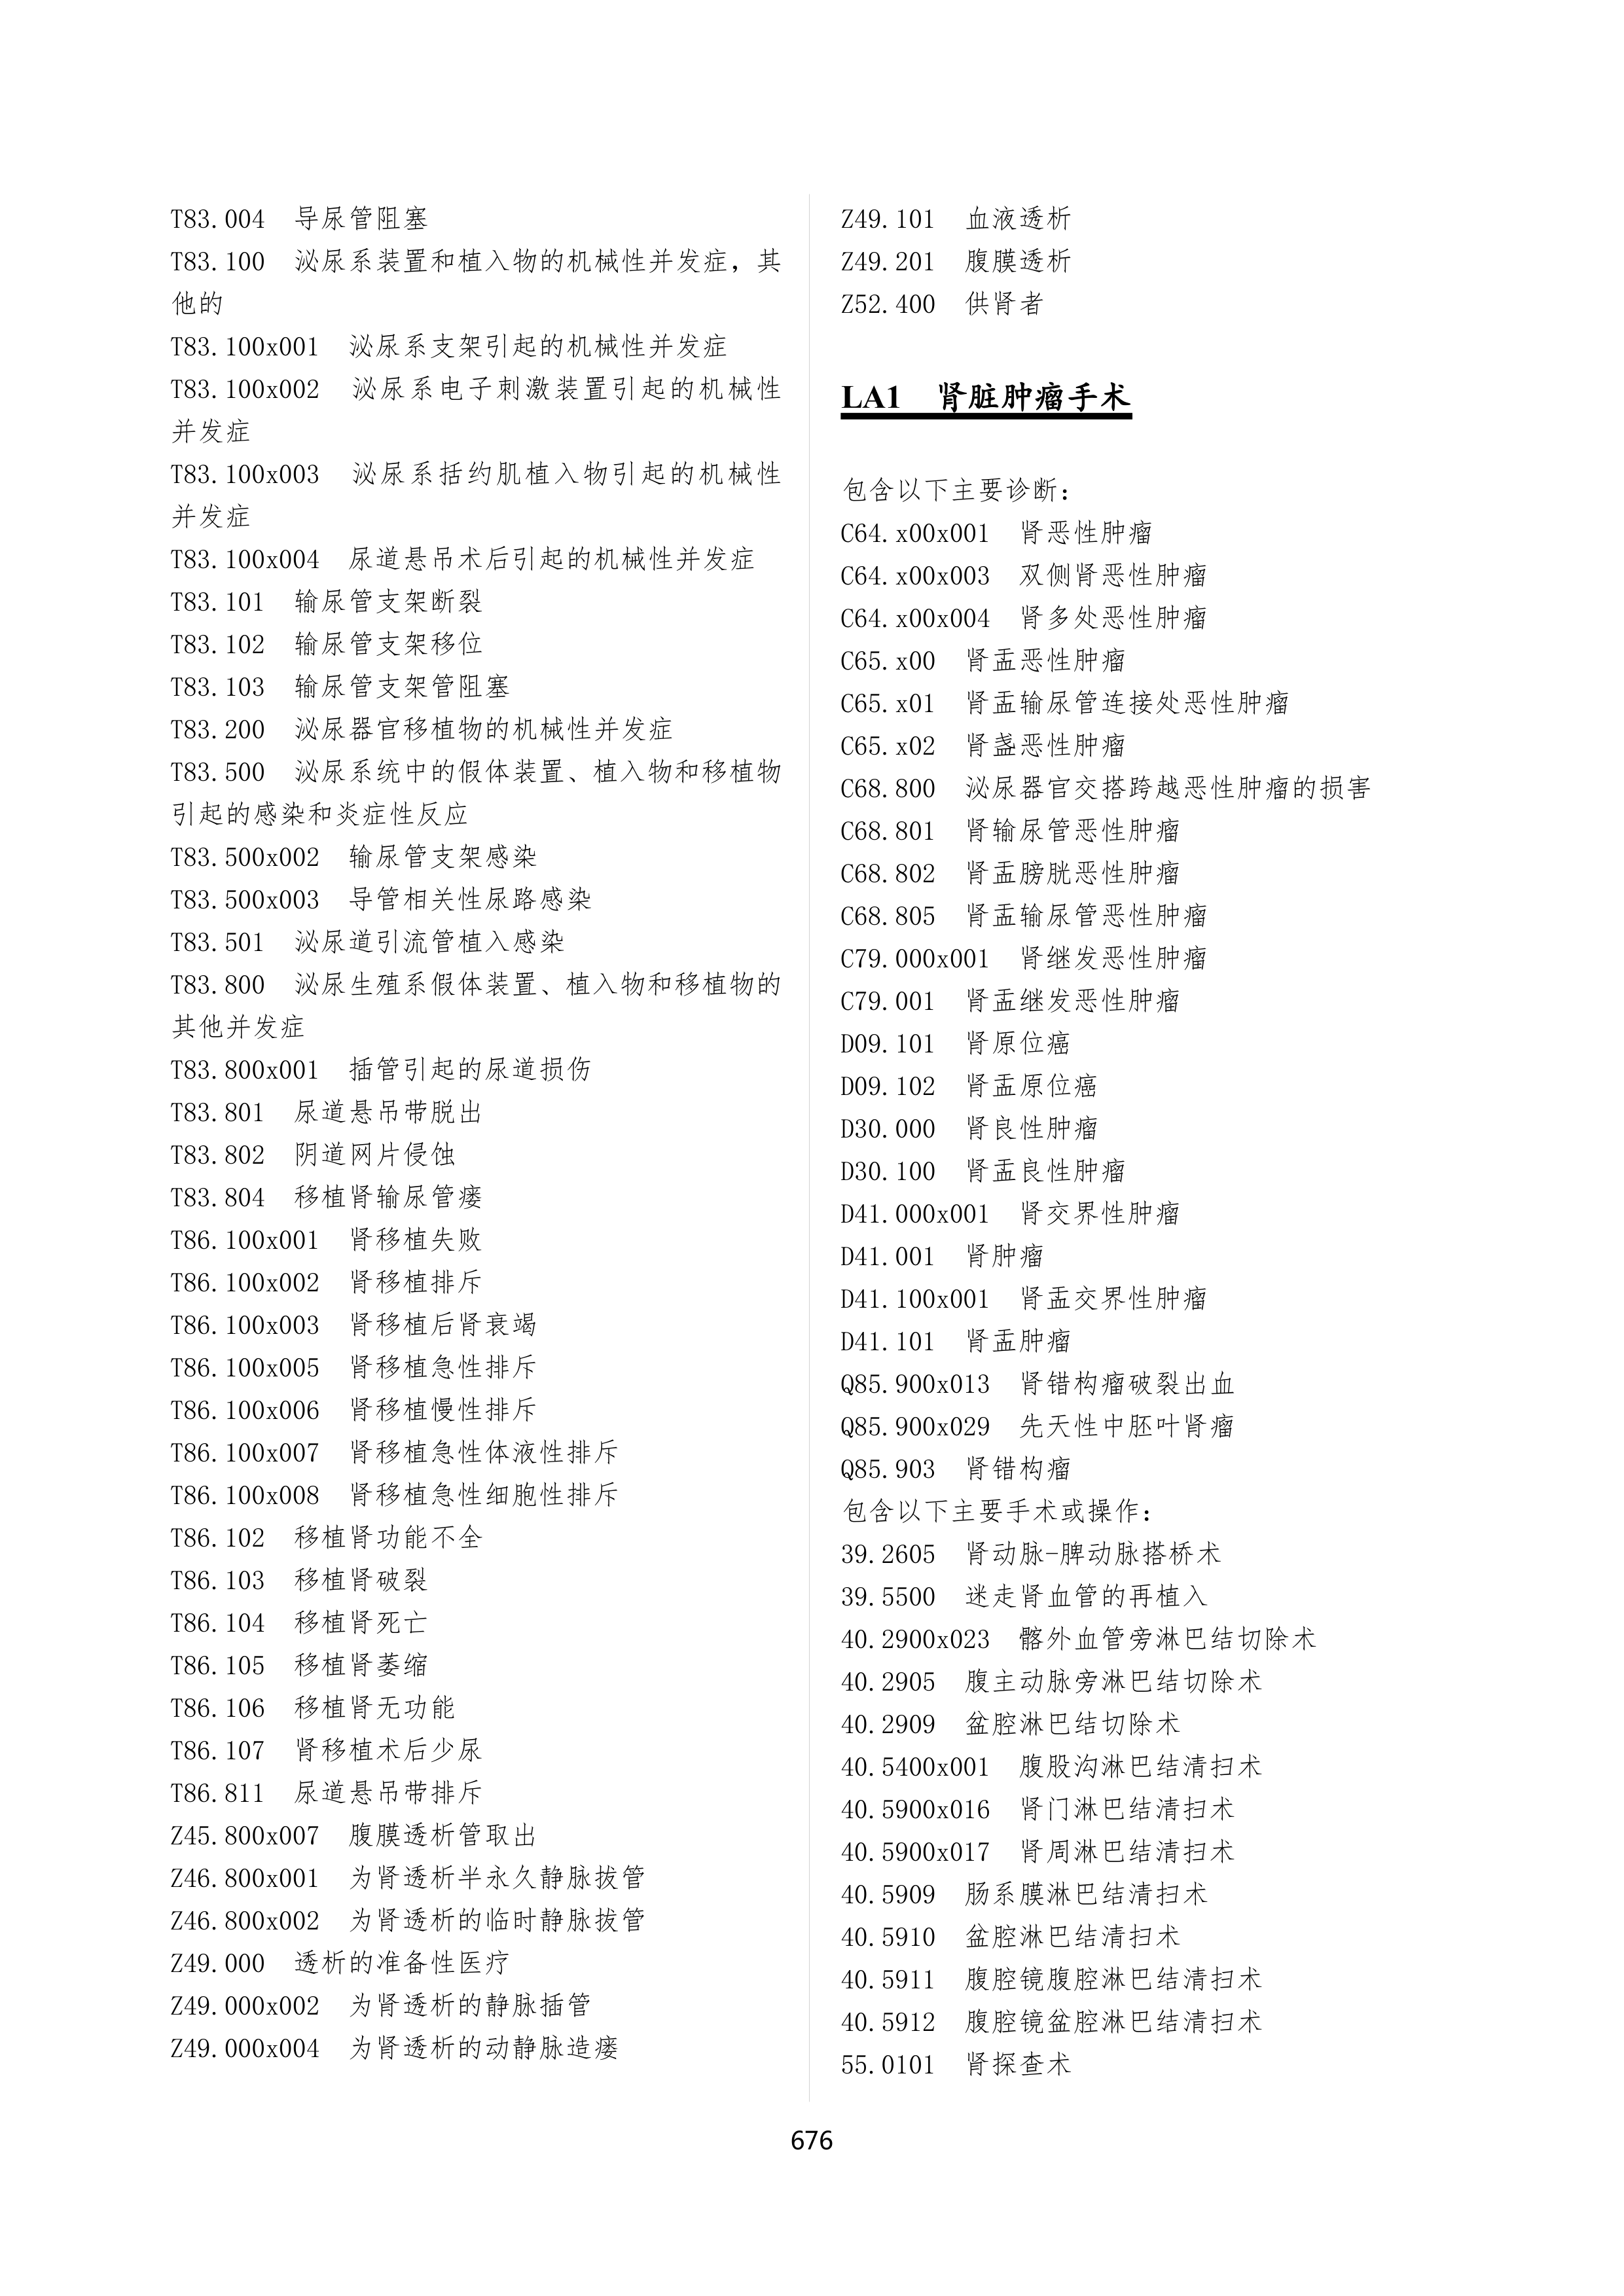 T83.004 导尿管阻塞
T83.100 泌尿系装置和植入物的机械性并发症，其
他的
T83.100x001 泌尿系支架引起的机械性并发症
T83.100x002 泌尿系电子刺激装置引起的机械性
并发症
T83.100x003 泌尿系括约肌植入物引起的机械性
并发症
T83.100x004 尿道悬吊术后引起的机械性并发症
T83.101 输尿管支架断裂
T83.102 输尿管支架移位
T83.103 输尿管支架管阻塞
T83.200 泌尿器官移植物的机械性并发症
T83.500 泌尿系统中的假体装置、植入物和移植物
引起的感染和炎症性反应
T83.500x002 输尿管支架感染
T83.500x003 导管相关性尿路感染
T83.501 泌尿道引流管植入感染
T83.800 泌尿生殖系假体装置、植入物和移植物的
其他并发症
T83.800x001 插管引起的尿道损伤
T83.801 尿道悬吊带脱出
T83.802 阴道网片侵蚀
T83.804 移植肾输尿管瘘
T86.100x001 肾移植失败
T86.100x002 肾移植排斥
T86.100x003 肾移植后肾衰竭
T86.100x005 肾移植急性排斥
T86.100x006 肾移植慢性排斥
T86.100x007 肾移植急性体液性排斥
T86.100x008 肾移植急性细胞性排斥
T86.102 移植肾功能不全
T86.103 移植肾破裂
T86.104 移植肾死亡
T86.105 移植肾萎缩
T86.106 移植肾无功能
T86.107 肾移植术后少尿
T86.811 尿道悬吊带排斥
Z45.800x007 腹膜透析管取出
Z46.800x001 为肾透析半永久静脉拔管
Z46.800x002 为肾透析的临时静脉拔管
Z49.000 透析的准备性医疗
Z49.000x002 为肾透析的静脉插管
Z49.000x004 为肾透析的动静脉造瘘
Z49.101 血液透析
Z49.201 腹膜透析
Z52.400 供肾者
LA1 肾脏肿瘤手术
包含以下主要诊断：
C64.x00x001 肾恶性肿瘤
C64.x00x003 双侧肾恶性肿瘤
C64.x00x004 肾多处恶性肿瘤
C65.x00 肾盂恶性肿瘤
C65.x01 肾盂输尿管连接处恶性肿瘤
C65.x02 肾盏恶性肿瘤
C68.800 泌尿器官交搭跨越恶性肿瘤的损害
C68.801 肾输尿管恶性肿瘤
C68.802 肾盂膀胱恶性肿瘤
C68.805 肾盂输尿管恶性肿瘤
C79.000x001 肾继发恶性肿瘤
C79.001 肾盂继发恶性肿瘤
D09.101 肾原位癌
D09.102 肾盂原位癌
D30.000 肾良性肿瘤
D30.100 肾盂良性肿瘤
D41.000x001 肾交界性肿瘤
D41.001 肾肿瘤
D41.100x001 肾盂交界性肿瘤
D41.101 肾盂肿瘤
Q85.900x013 肾错构瘤破裂出血
Q85.900x029 先天性中胚叶肾瘤
Q85.903 肾错构瘤
包含以下主要手术或操作：
39.2605 肾动脉-脾动脉搭桥术
39.5500 迷走肾血管的再植入
40.2900x023 髂外血管旁淋巴结切除术
40.2905 腹主动脉旁淋巴结切除术
40.2909 盆腔淋巴结切除术
40.5400x001 腹股沟淋巴结清扫术
40.5900x016 肾门淋巴结清扫术
40.5900x017 肾周淋巴结清扫术
40.5909 肠系膜淋巴结清扫术
40.5910 盆腔淋巴结清扫术
40.5911 腹腔镜腹腔淋巴结清扫术
40.5912 腹腔镜盆腔淋巴结清扫术
55.0101 肾探查术
676